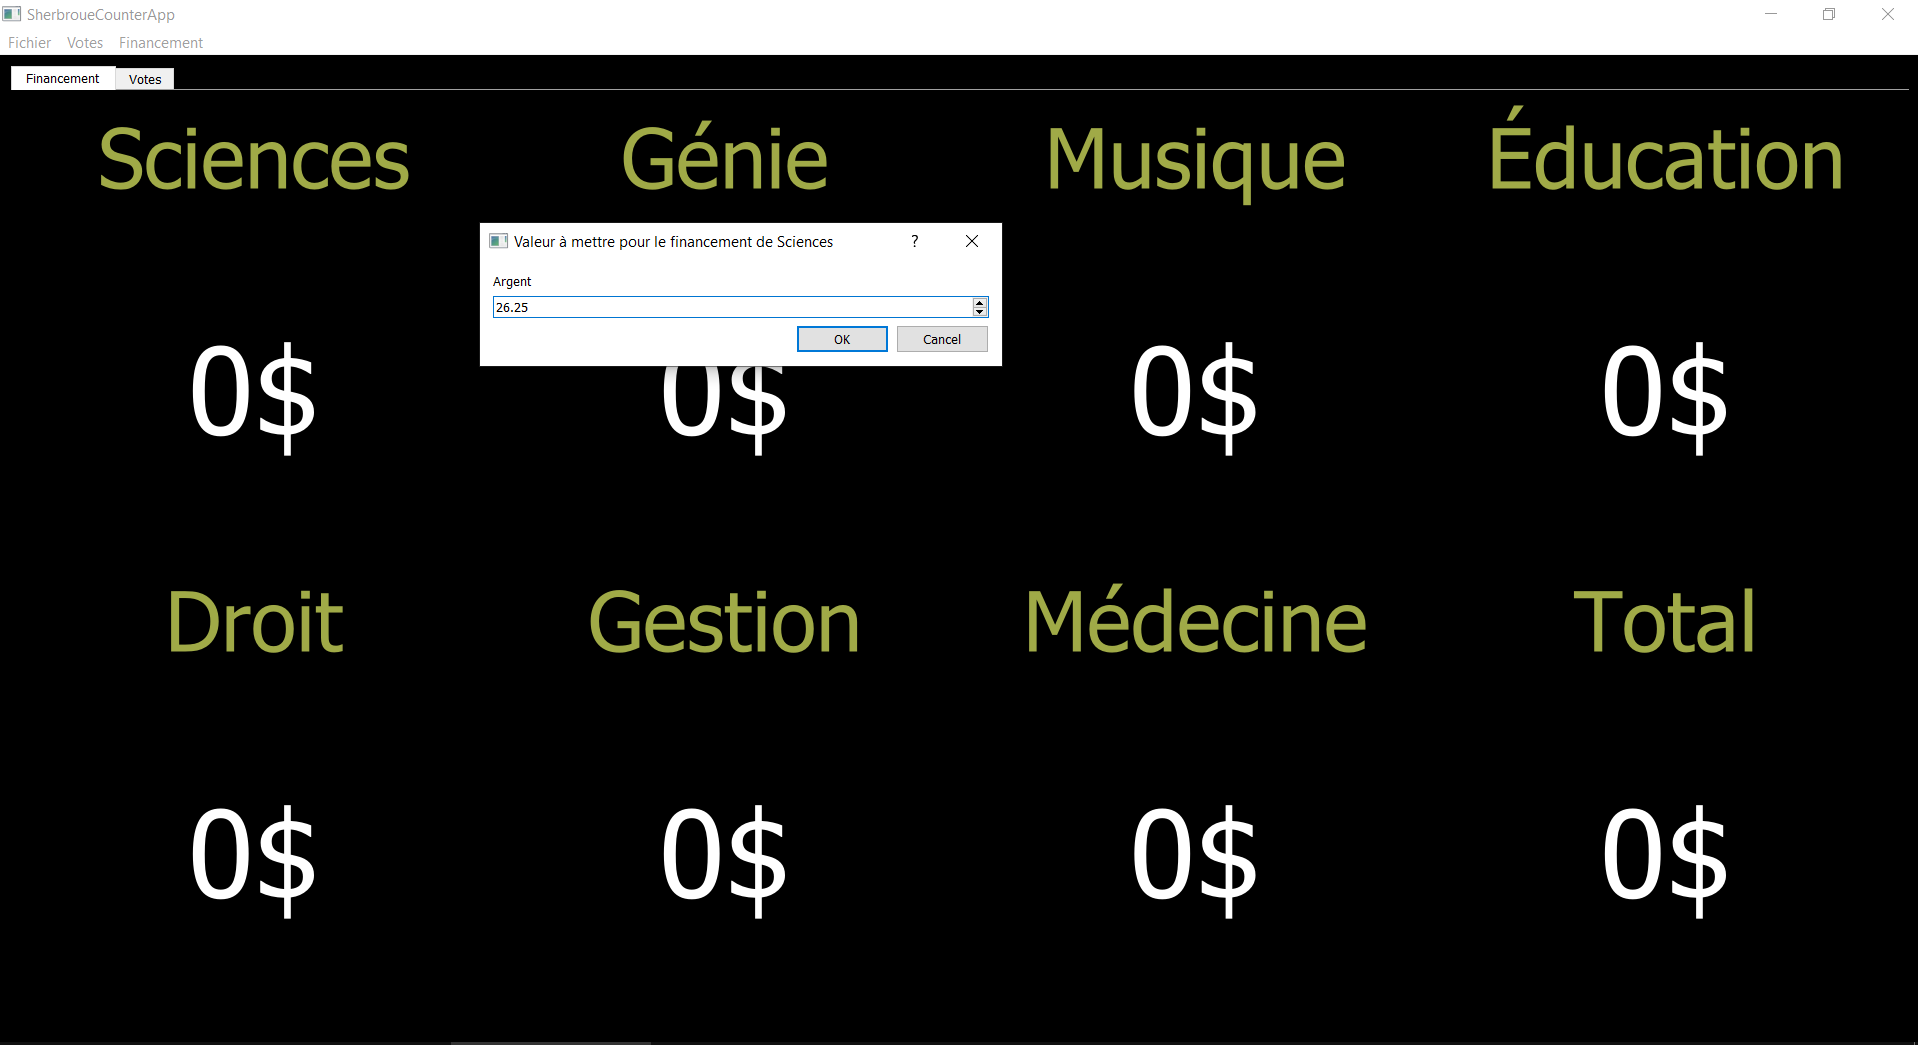 SherbroueCounterApp
Fichier Votes Financement
Financement Votes
Sciences Génie Musique Éducation
Valeur à mettre pour le financement de Sciences ?
Argent
26.25
OK Cancel
0$ 0$ 0$ 0$
Droit Gestion Médecine Total
0$ 0$ 0$ 0$